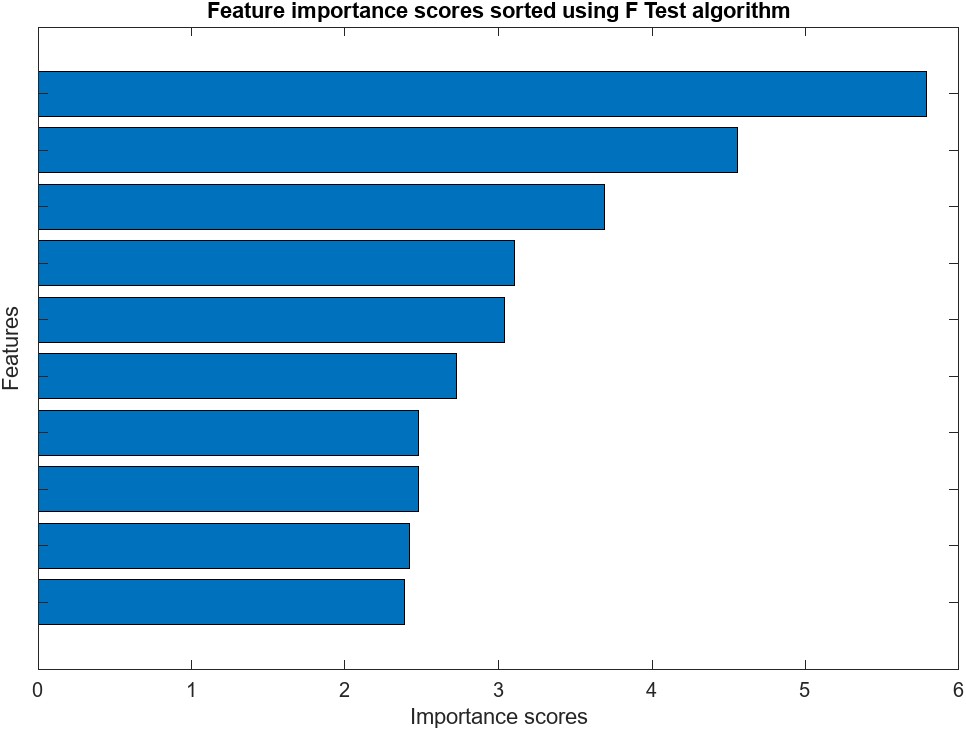 Feature importance scores sorted using F Test algorithm
Features
0 1 2 3 4 5 6
Importance scores